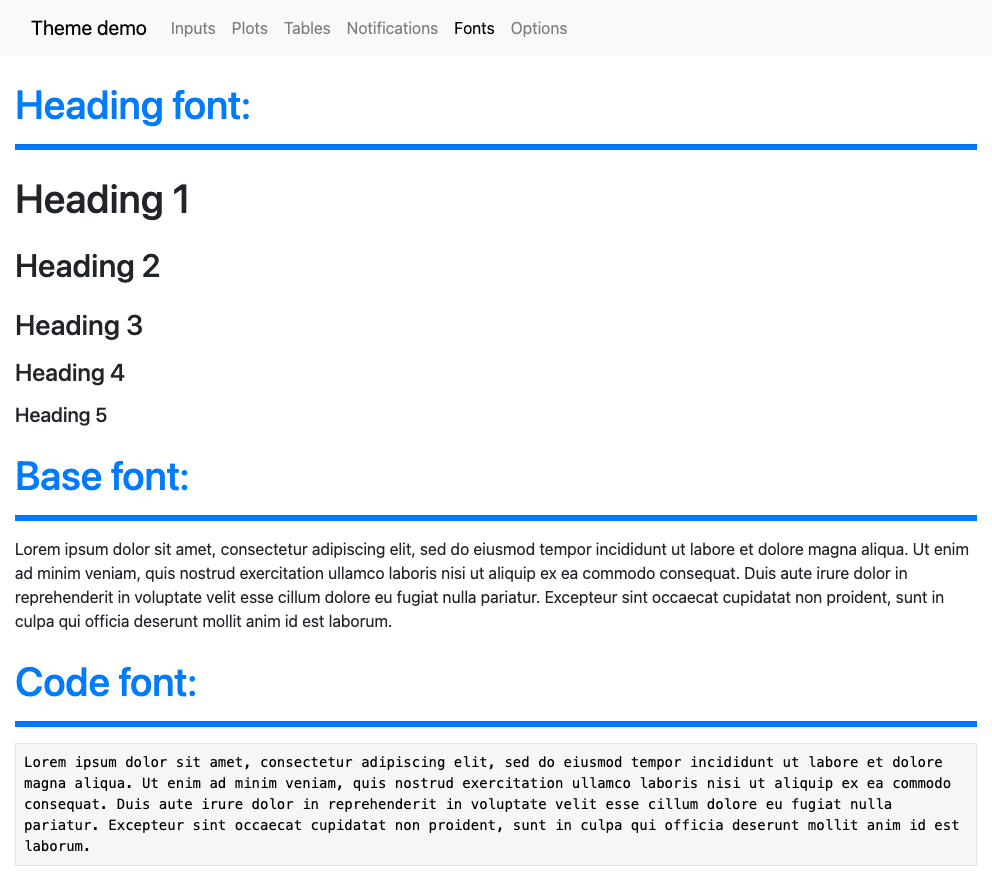 Theme demo Inputs Plots Tables Notifications Fonts Options
Heading font:
Heading 1
Heading 2
Heading 3
Heading 4
Heading 5
Base font:
Lorem ipsum dolor sit amet, consectetur adipiscing elit, sed do eiusmod tempor incididunt ut labore et dolore magna aliqua. Ut enim
ad minim veniam, quis nostrud exercitation ullamco laboris nisi ut aliquip ex ea commodo consequat. Duis aute irure dolor in
reprehenderit in voluptate velit esse cillum dolore eu fugiat nulla pariatur. Excepteur sint occaecat cupidatat non proident, sunt in
culpa qui officia deserunt mollit anim id est laborum.
Code font:
Lorem ipsum dolor sit amet, consectetur adipiscing elit, sed do eiusmod tempor incididunt ut labore et dolore
magna aliqua. Ut enim ad minim veniam, quis nostrud exercitation ullamco laboris nisi ut aliquip ex ea commodo
consequat. Duis aute irure dolor in reprehenderit in voluptate velit esse cillum dolore eu fugiat nulla
pariatur. Excepteur sint occaecat cupidatat non proident, sunt in culpa qui officia deserunt mollit anim id est
laborum.